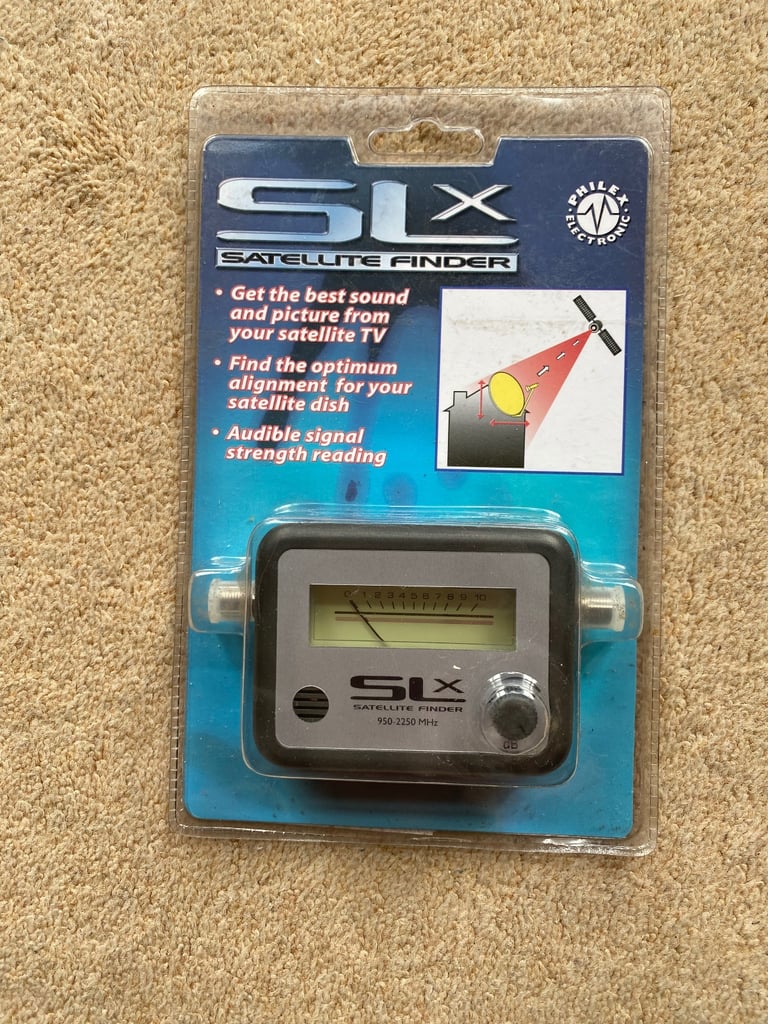 SLX
SATELLITE FINDER
PHILEX
ELECTRONIC
• Get the best sound
and picture from
your satellite TV
• Find the optimum
alignment for your
satellite dish
• Audible signal
strength reading
0 1 2 3 4 5 6 7 8 9 10
SLX
SATELLITE FINDER
950-2250 MHz